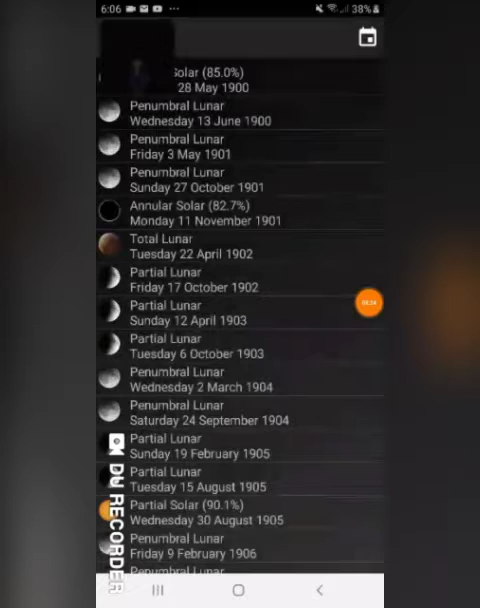 6:06
38%
Solar (85.0%)
28 May 1900
Penumbral Lunar
Wednesday 13 June 1900
Penumbral Lunar
Friday 3 May 1901
Penumbral Lunar
Sunday 27 October 1901
Annular Solar (82.7%)
Monday 11 November 1901
Total Lunar
Tuesday 22 April 1902
Partial Lunar
Friday 17 October 1902
Partial Lunar
Sunday 12 April 1903
Partial Lunar
Tuesday 6 October 1903
Penumbral Lunar
Wednesday 2 March 1904
Penumbral Lunar
Saturday 24 September 1904
Partial Lunar
Sunday 19 February 1905
Partial Lunar
Tuesday 15 August 1905
Partial Solar (90.1%)
Wednesday 30 August 1905
Penumbral Lunar
Friday 9 February 1906
Penumbral Lunar
DU RECORDER